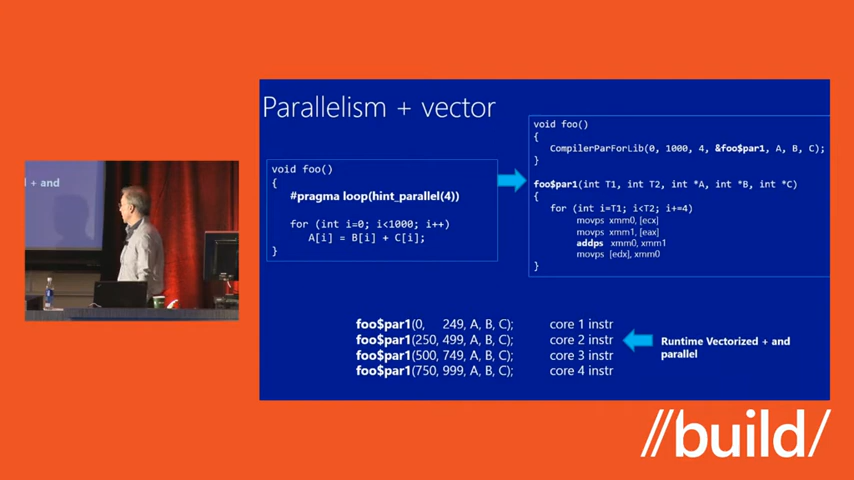 Parallelism + vector
void foo()
{
#pragma loop(hint_parallel(4))
for (int i=0; i<1000; i++)
A[i] = B[i] + C[i];
}
void foo()
{
CompilerParForLib(0, 1000, 4, &foo$par1, A, B, C);
}
foo$par1(int T1, int T2, int *A, int *B, int *C)
{
for (int i=T1; i<T2; i+=4)
movps xmm0, [ecx]
movps xmm1, [eax]
addps xmm0, xmm1
movps [edx], xmm0
}
foo$par1(0, 249, A, B, C); core 1 instr
foo$par1(250, 499, A, B, C); core 2 instr
foo$par1(500, 749, A, B, C); core 3 instr
foo$par1(750, 999, A, B, C); core 4 instr
Runtime Vectorized + and
parallel
+ and
//build/